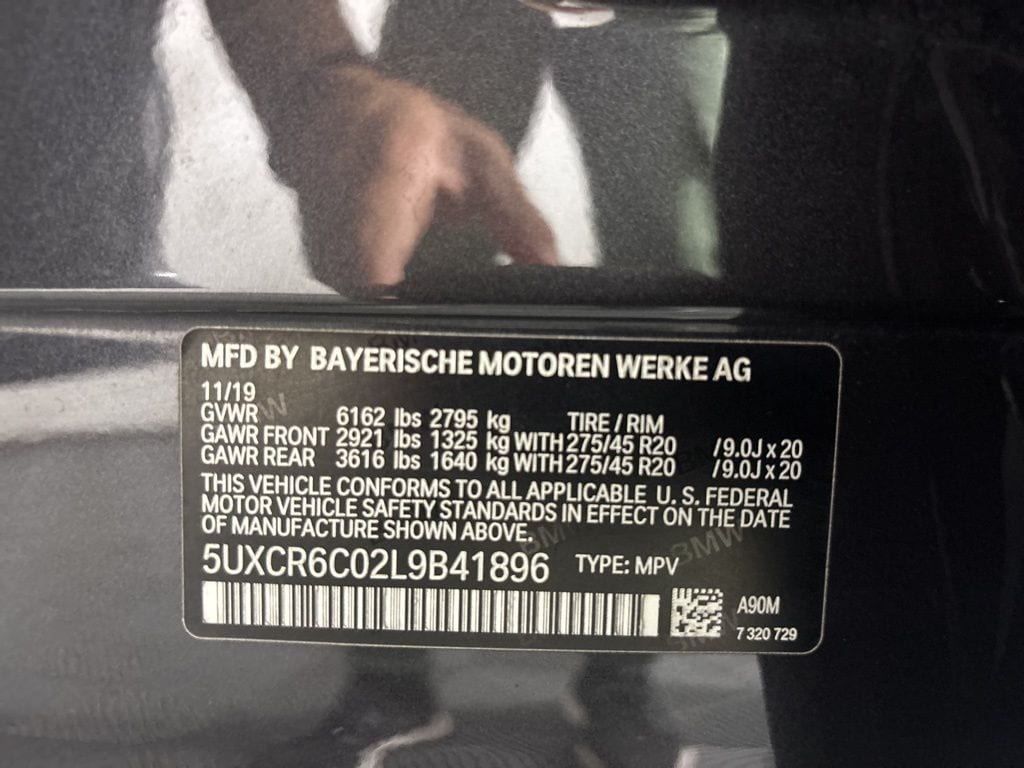 MFD BY BAYERISCHE MOTOREN WERKE AG
11/19
GVWR 6162 lbs 2795 kg TIRE / RIM
GAWR FRONT 2921 lbs 1325 kg WITH 275/45 R20 /9.0J x 20
GAWR REAR 3616 lbs 1640 kg WITH 275/45 R20 /9.0J x 20
THIS VEHICLE CONFORMS TO ALL APPLICABLE U. S. FEDERAL
MOTOR VEHICLE SAFETY STANDARDS IN EFFECT ON THE DATE
OF MANUFACTURE SHOWN ABOVE.
5UXCR6C02L9B41896 TYPE: MPV
A90M
7 320 729